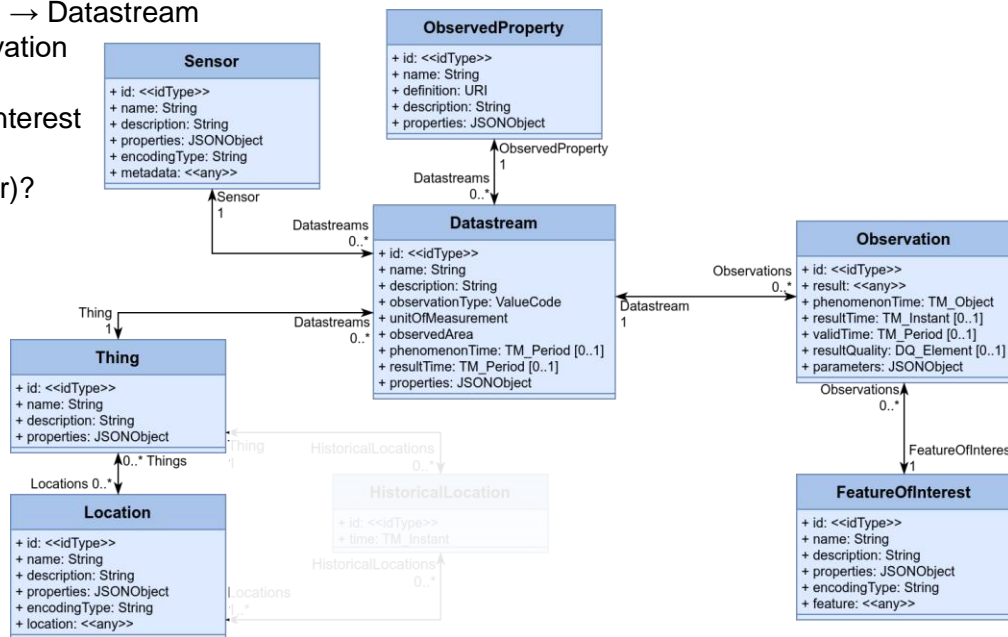 → Datastream
vation
nterest
r)?
ObservedProperty
+ id: <<idType>>
+ name: String
+ definition: URI
+ description: String
+ properties: JSONObject
Sensor
+ id: <<idType>>
+ name: String
+ description: String
+ properties: JSONObject
+ encodingType: String
+ metadata: <<any>>
ObservedProperty
1
Datastreams
0..*
Sensor
1
Datastreams
0..*
Datastream
+ id: <<idType>>
+ name: String
+ description: String
+ observationType: ValueCode
+ unitOfMeasurement
+ observedArea
+ phenomenonTime: TM_Period [0..1]
+ resultTime: TM_Period [0..1]
+ properties: JSONObject
Observations
0..*
Datastream
1
Observation
+ id: <<idType>>
+ result: <<any>>
+ phenomenonTime: TM_Object
+ resultTime: TM_Instant [0..1]
+ validTime: TM_Period [0..1]
+ resultQuality: DQ_Element [0..1]
+ parameters: JSONObject
Thing
1
Datastreams
0..*
Thing
+ id: <<idType>>
+ name: String
+ description: String
+ properties: JSONObject
Observations
0..*
FeatureOfInteres
1
Thing
1
HistoricalLocations
0..*
0..* Things
Locations 0..*
HistoricalLocation
+ id: <<idType>>
+ time: TM_Instant
HistoricalLocations
0..*
Locations
1..*
Location
+ id: <<idType>>
+ name: String
+ description: String
+ properties: JSONObject
+ encodingType: String
+ location: <<any>>
FeatureOfInterest
+ id: <<idType>>
+ name: String
+ description: String
+ properties: JSONObject
+ encodingType: String
+ feature: <<any>>